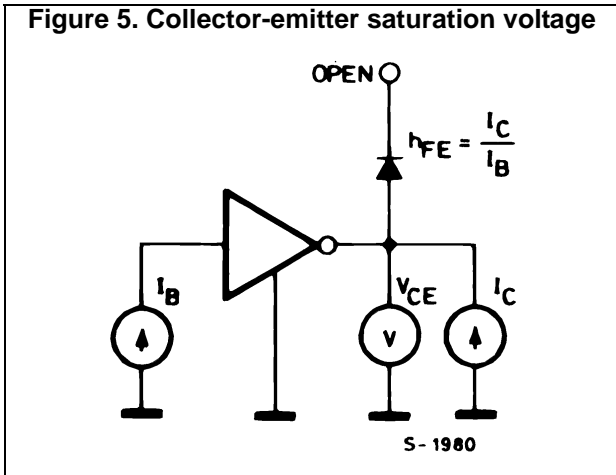 Figure 5. Collector-emitter saturation voltage
OPEN
hFE = IC
IB
IB
VCE
IC
V
S-1980